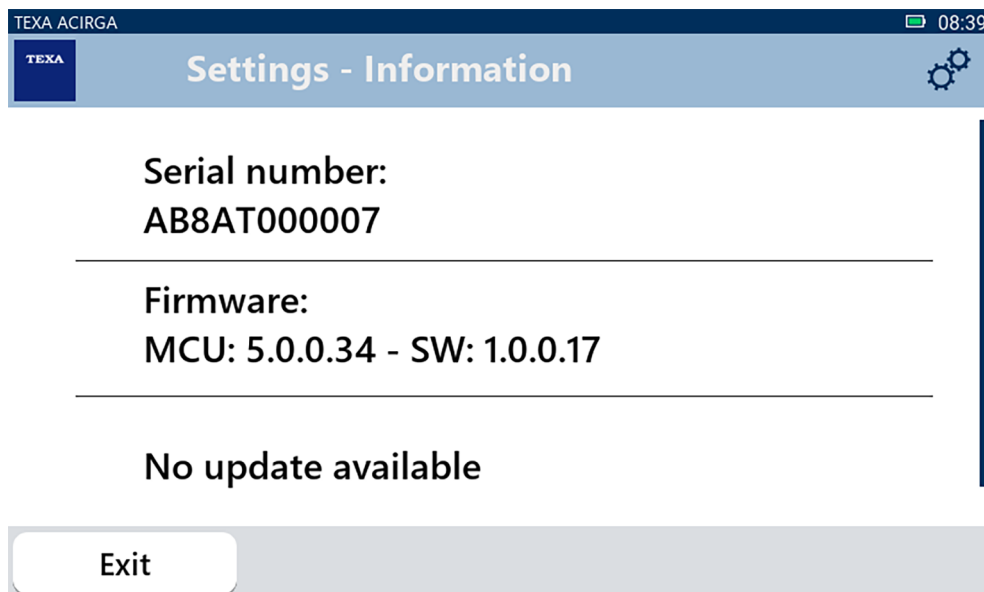 TEXA ACIRGA
08:39
TEXA
Settings - Information
Serial number:
AB8AT000007
Firmware:
MCU: 5.0.0.34 - SW: 1.0.0.17
No update available
Exit